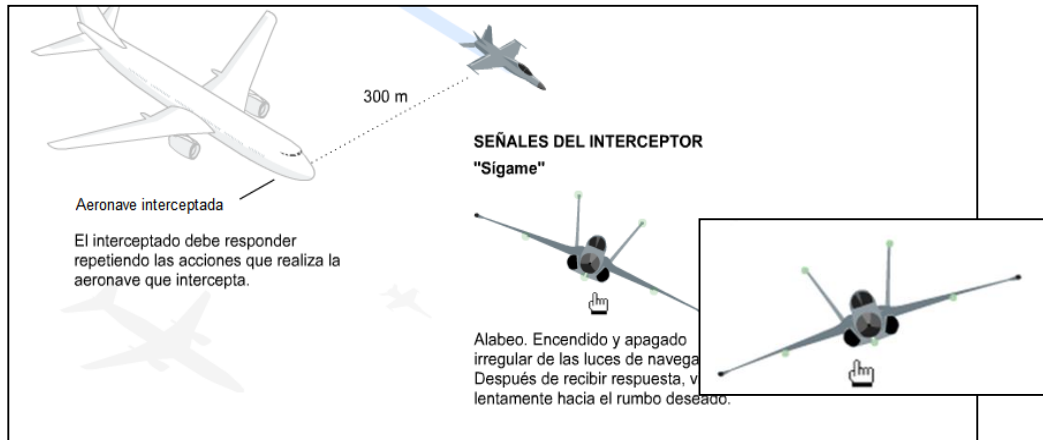 300 m
SEÑALES DEL INTERCEPTOR
"Sígame"
Aeronave interceptada
El interceptado debe responder
repetiendo las acciones que realiza la
aeronave que intercepta.
Alabeo. Encendido y apagado
irregular de las luces de
Después de recibir respuesta,
lentamente hacia el rumbo deseado.